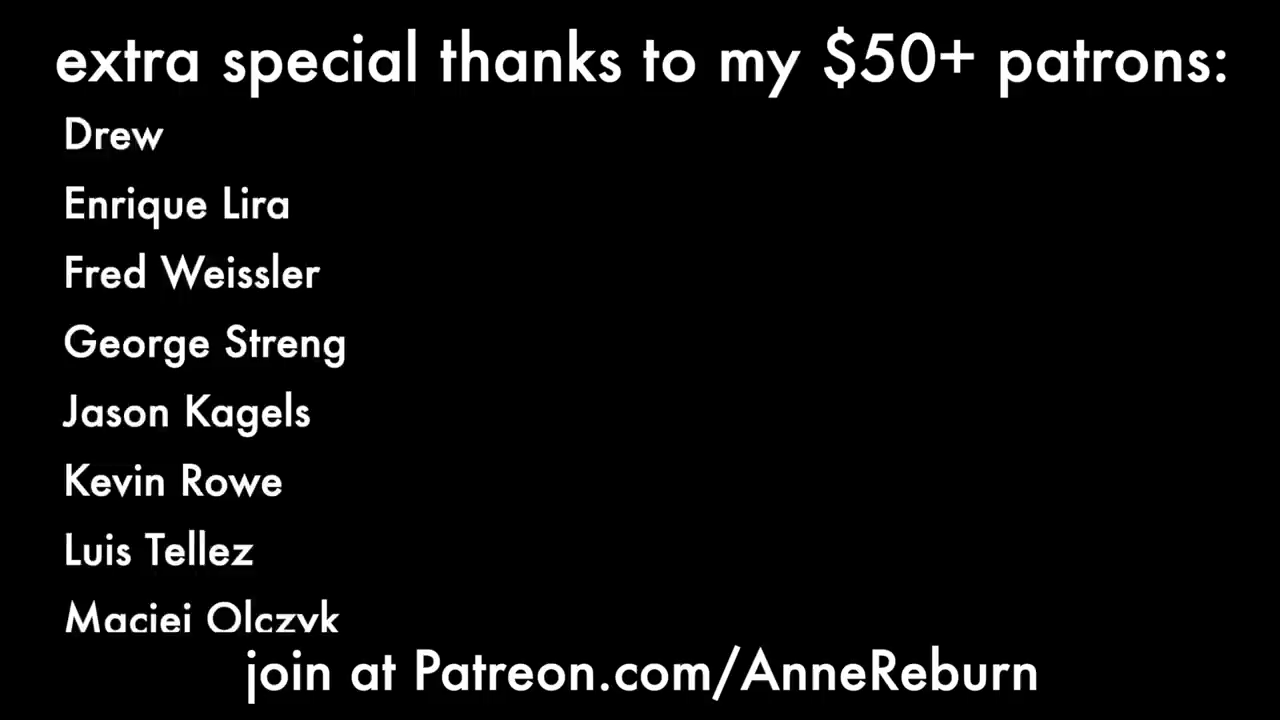 extra special thanks to my $50+ patrons:
Drew
Enrique Lira
Fred Weissler
George Streng
Jason Kagels
Kevin Rowe
Luis Tellez
Maciej Olczyk
join at Patreon.com/AnneReburn